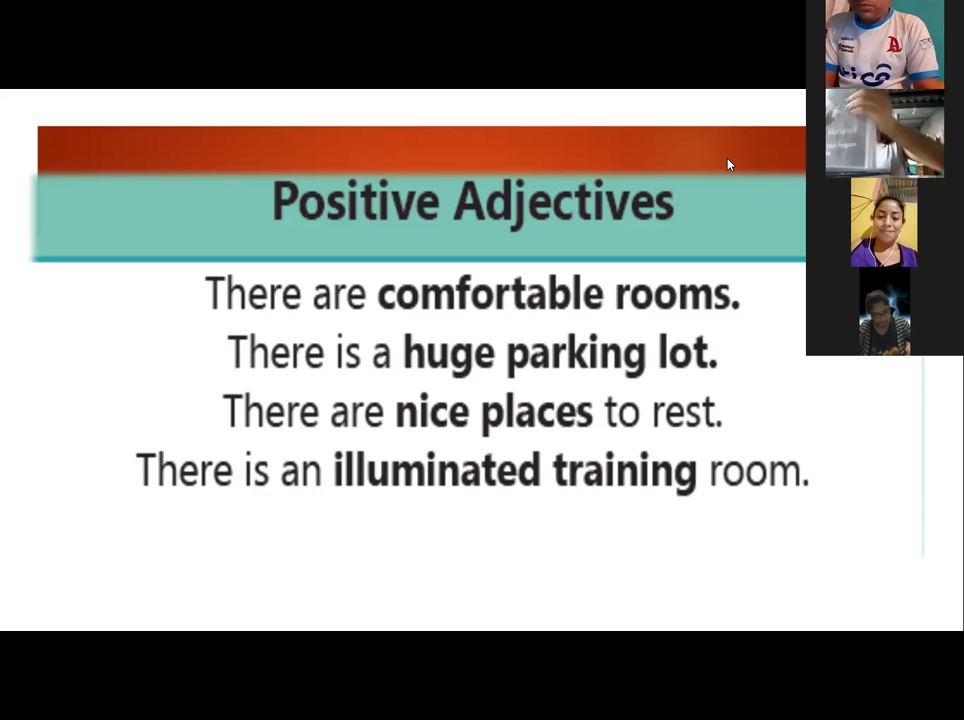 Positive Adjectives
There are comfortable rooms.
There is a huge parking lot.
There are nice places to rest.
There is an illuminated training room.